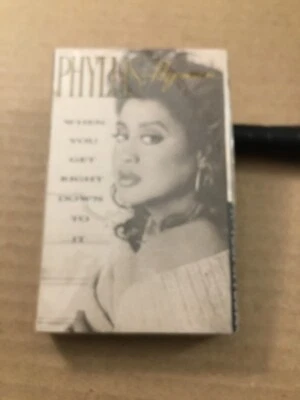 PHYLLIS Hyman
WHEN
YOU
GET
RIGHT
DOWN
TO
IT